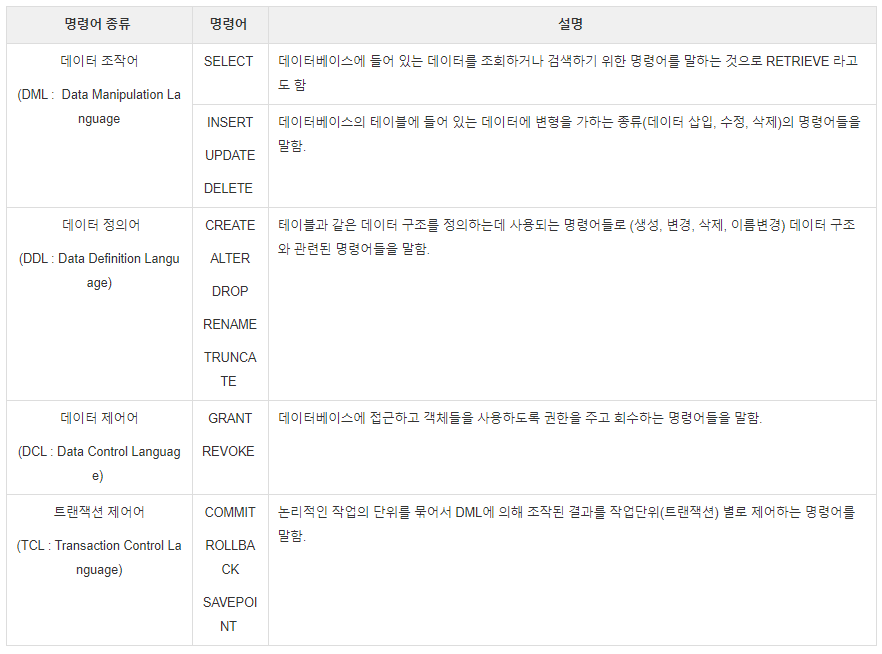 명령어 종류 명령어 설명
데이터 조작어
(DML :  Data Manipulation La
nguage
SELECT
데이터베이스에 들어 있는 데이터를 조회하거나 검색하기 위한 명령어를 말하는 것으로 RETRIEVE 라고
도 함
INSERT
UPDATE
DELETE
데이터베이스의 테이블에 들어 있는 데이터에 변형을 가하는 종류(데이터 삽입, 수정, 삭제)의 명령어들을
말함.
데이터 정의어
(DDL : Data Definition Langu
age)
CREATE
ALTER
DROP
RENAME
TRUNCA
TE
테이블과 같은 데이터 구조를 정의하는데 사용되는 명령어들로 (생성, 변경, 삭제, 이름변경) 데이터 구조
와 관련된 명령어들을 말함.
데이터 제어어
(DCL : Data Control Languag
e)
GRANT
REVOKE
데이터베이스에 접근하고 객체들을 사용하도록 권한을 주고 회수하는 명령어들을 말함.
트랜잭션 제어어
(TCL : Transaction Control La
nguage)
COMMIT
ROLLBA
CK
SAVEPOI
NT
논리적인 작업의 단위를 묶어서 DML에 의해 조작된 결과를 작업단위(트랜잭션) 별로 제어하는 명령어를
말함.